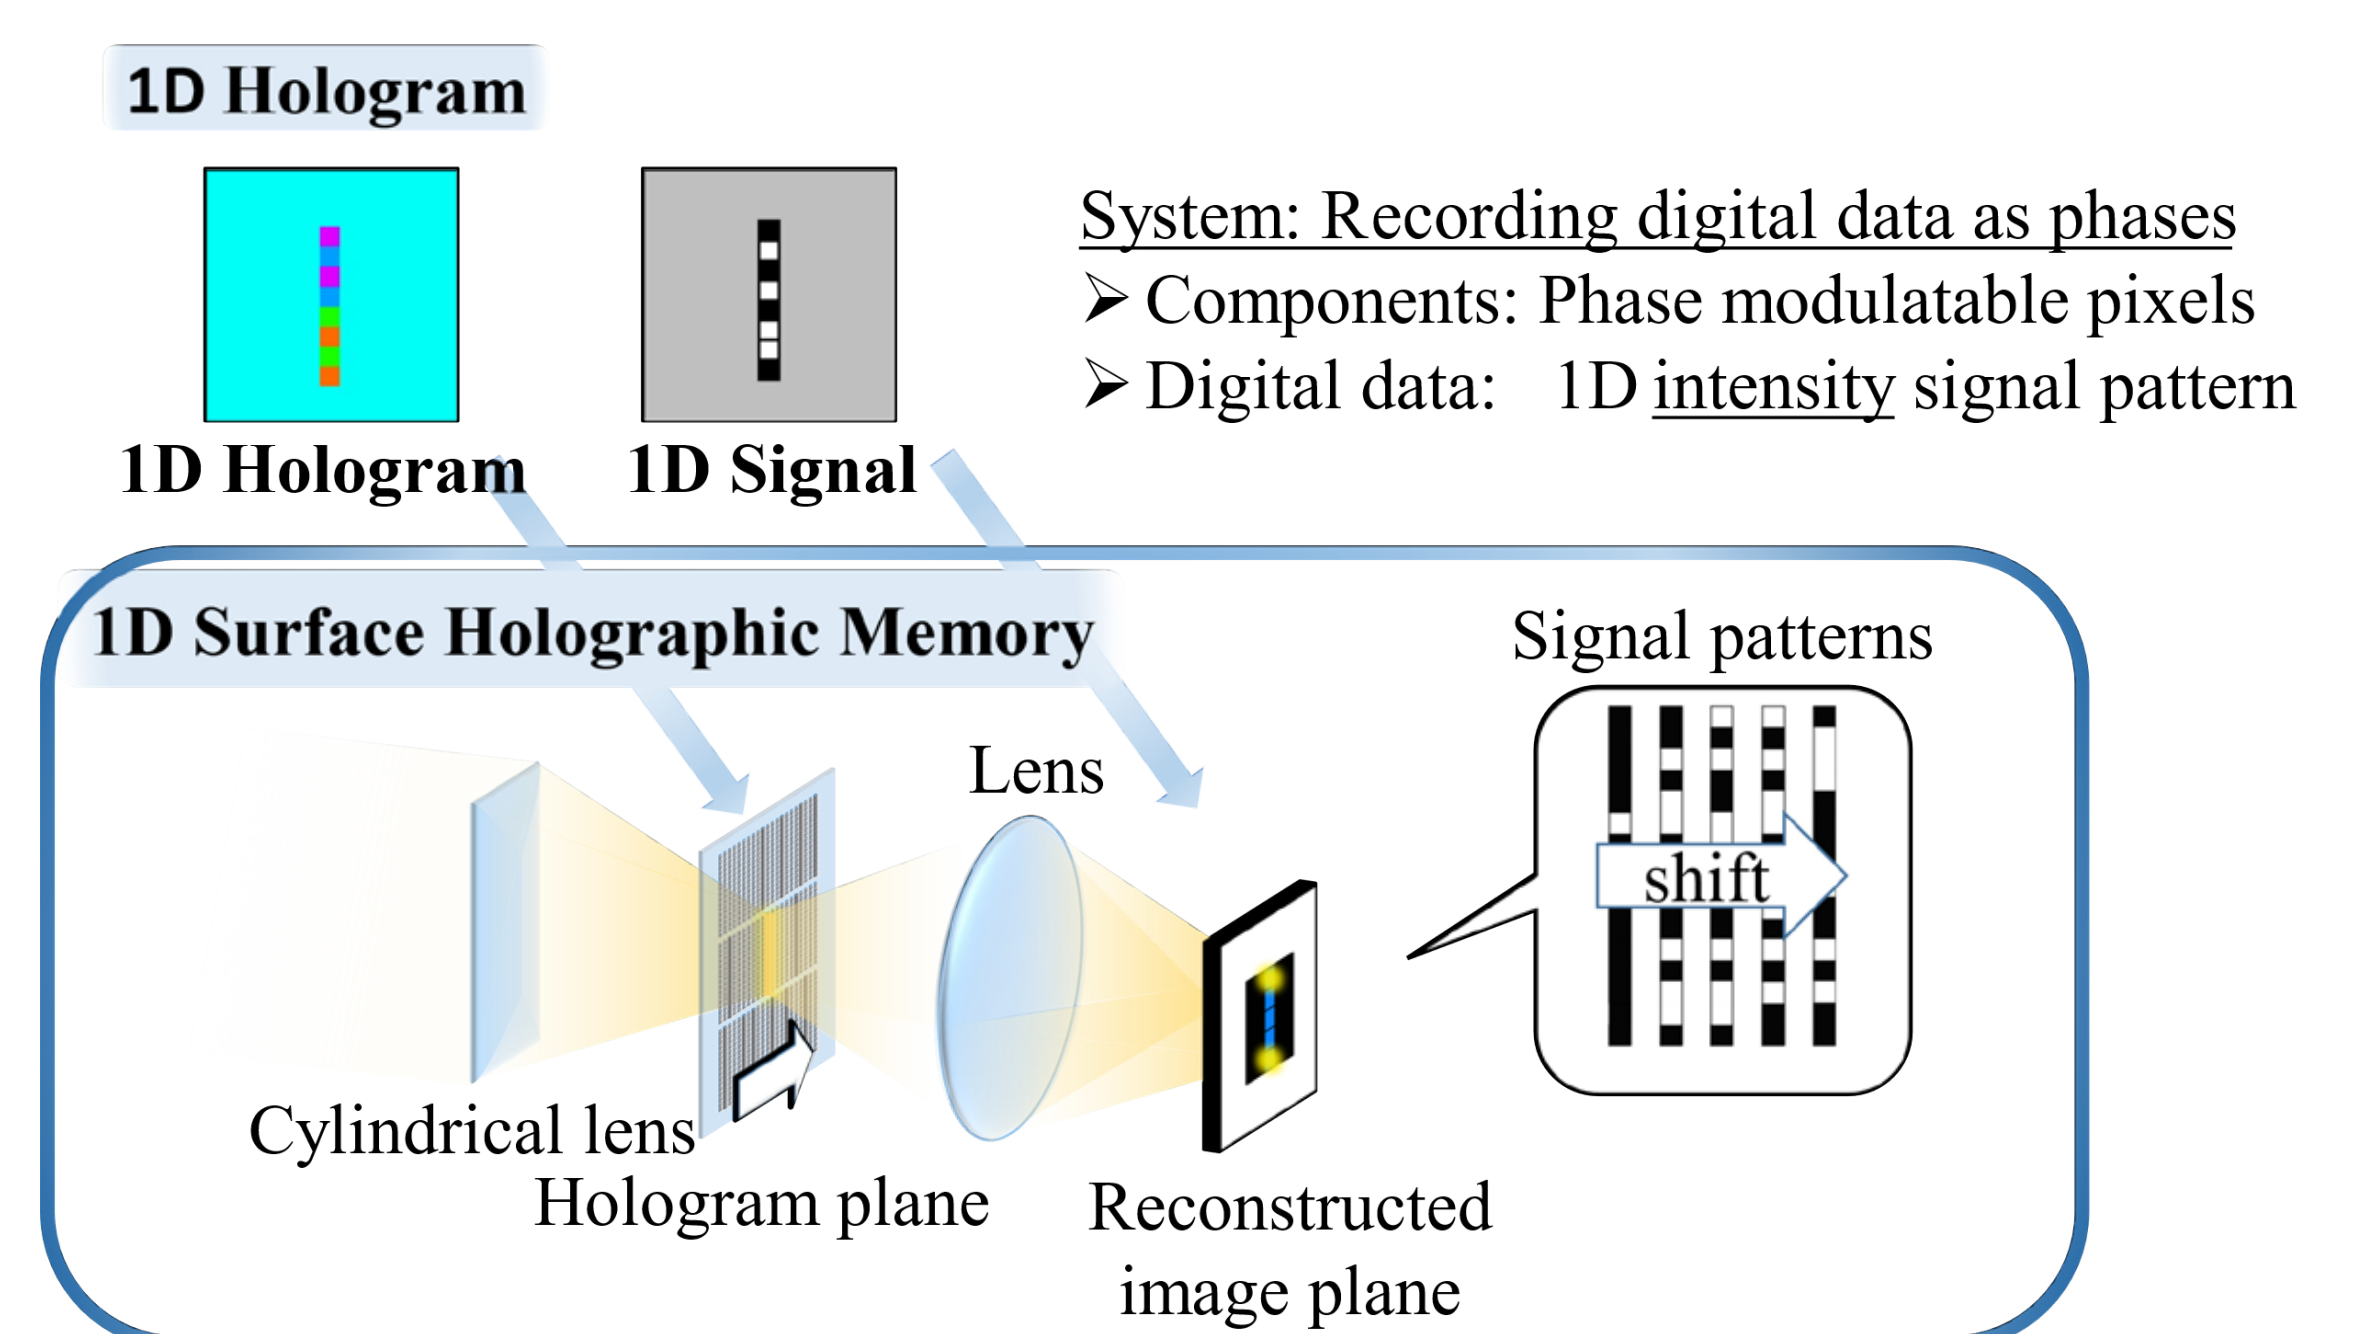 1D Hologram
System: Recording digital data as phases
➢ Components: Phase modulatable pixels
➢ Digital data: 1D intensity signal pattern
1D Hologram
1D Signal
1D Surface Holographic Memory
Signal patterns
Lens
shift
Cylindrical lens
Hologram plane
Reconstructed
image plane